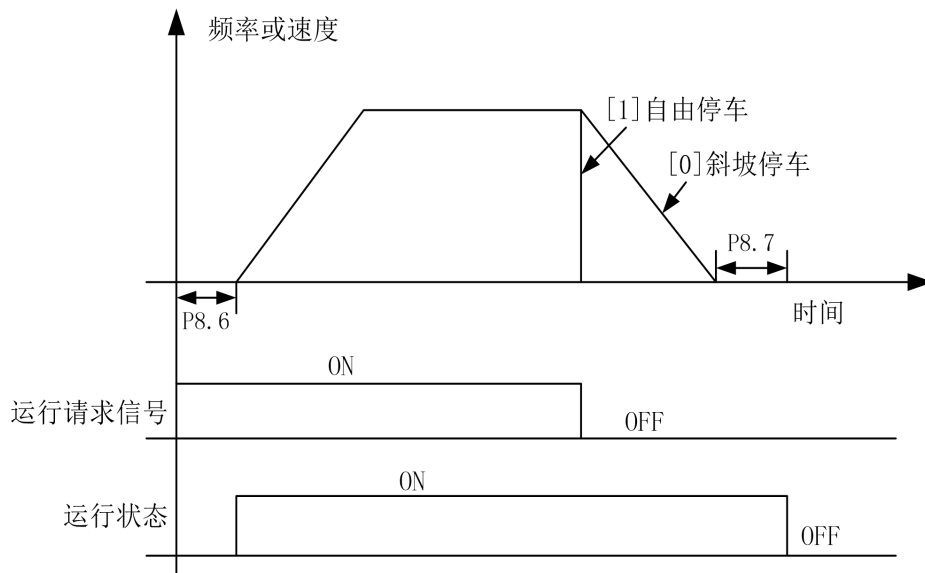 频率或速度
[1]自由停车
[0]斜坡停车
P8.7
P8.6
时间
ON
运行请求信号
OFF
ON
运行状态
OFF